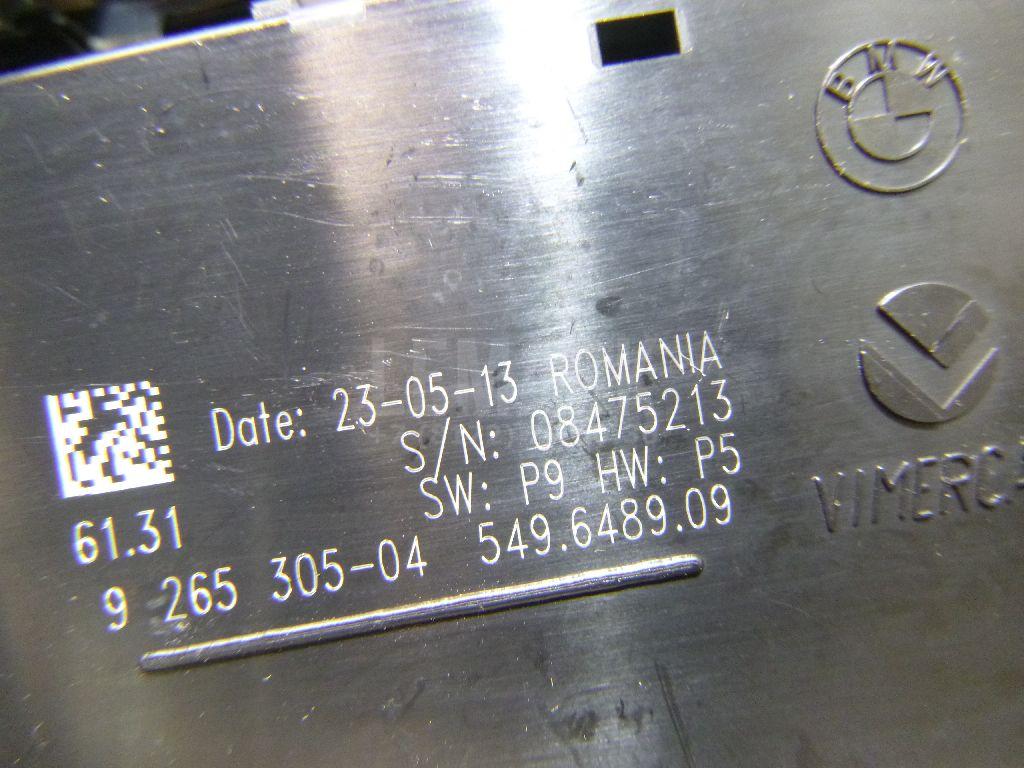 BMW
Date: 23-05-13 ROMANIA
S/N: 08475213
SW: P9 HW: P5
61.31
9 265 305-04 549.6489.09